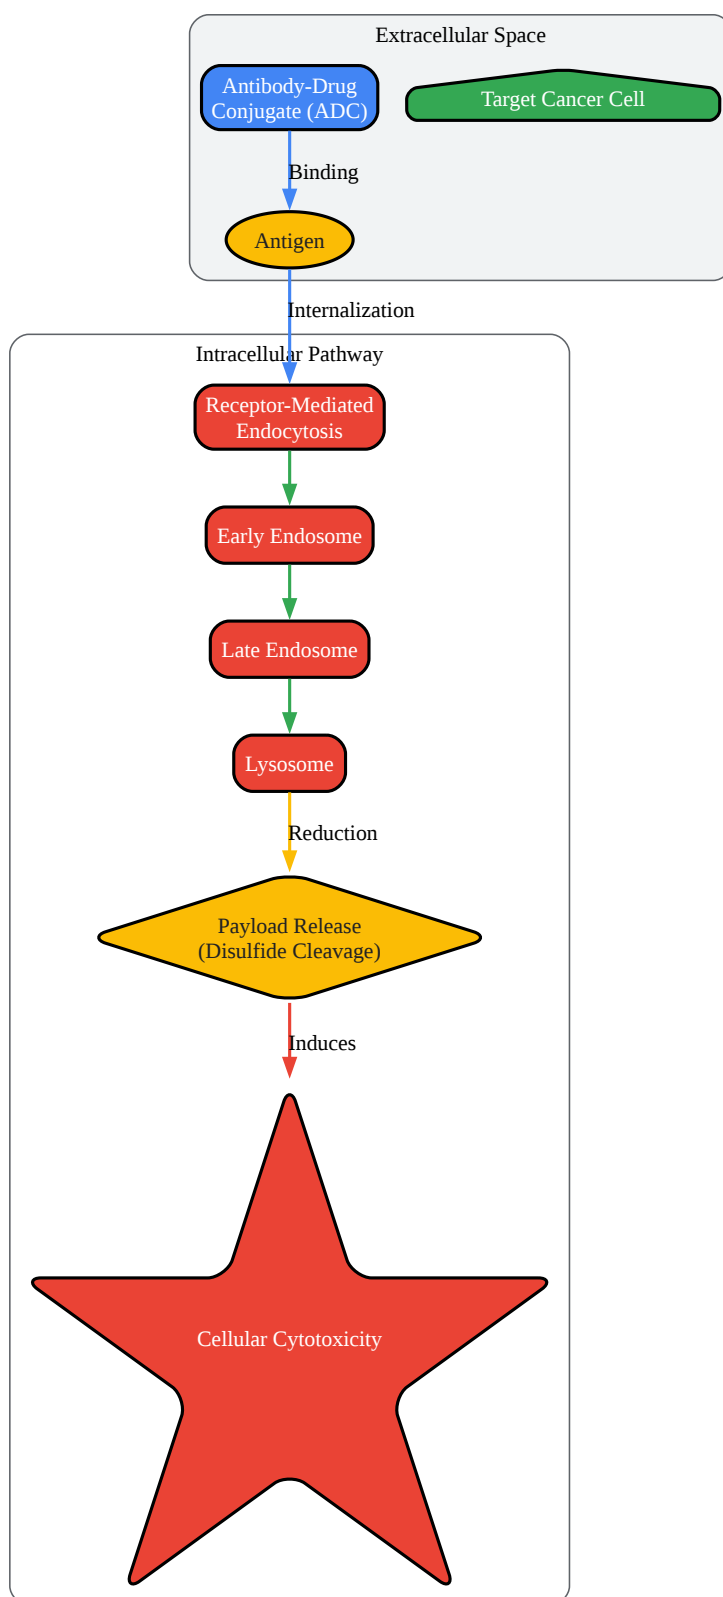 Extracellular Space
Antibody-Drug
Conjugate (ADC)
Target Cancer Cell
Binding
Antigen
Internalization
Intracellular Pathway
Receptor-Mediated
Endocytosis
Early Endosome
Late Endosome
Lysosome
Reduction
Payload Release
(Disulfide Cleavage)
Induces
Cellular Cytotoxicity